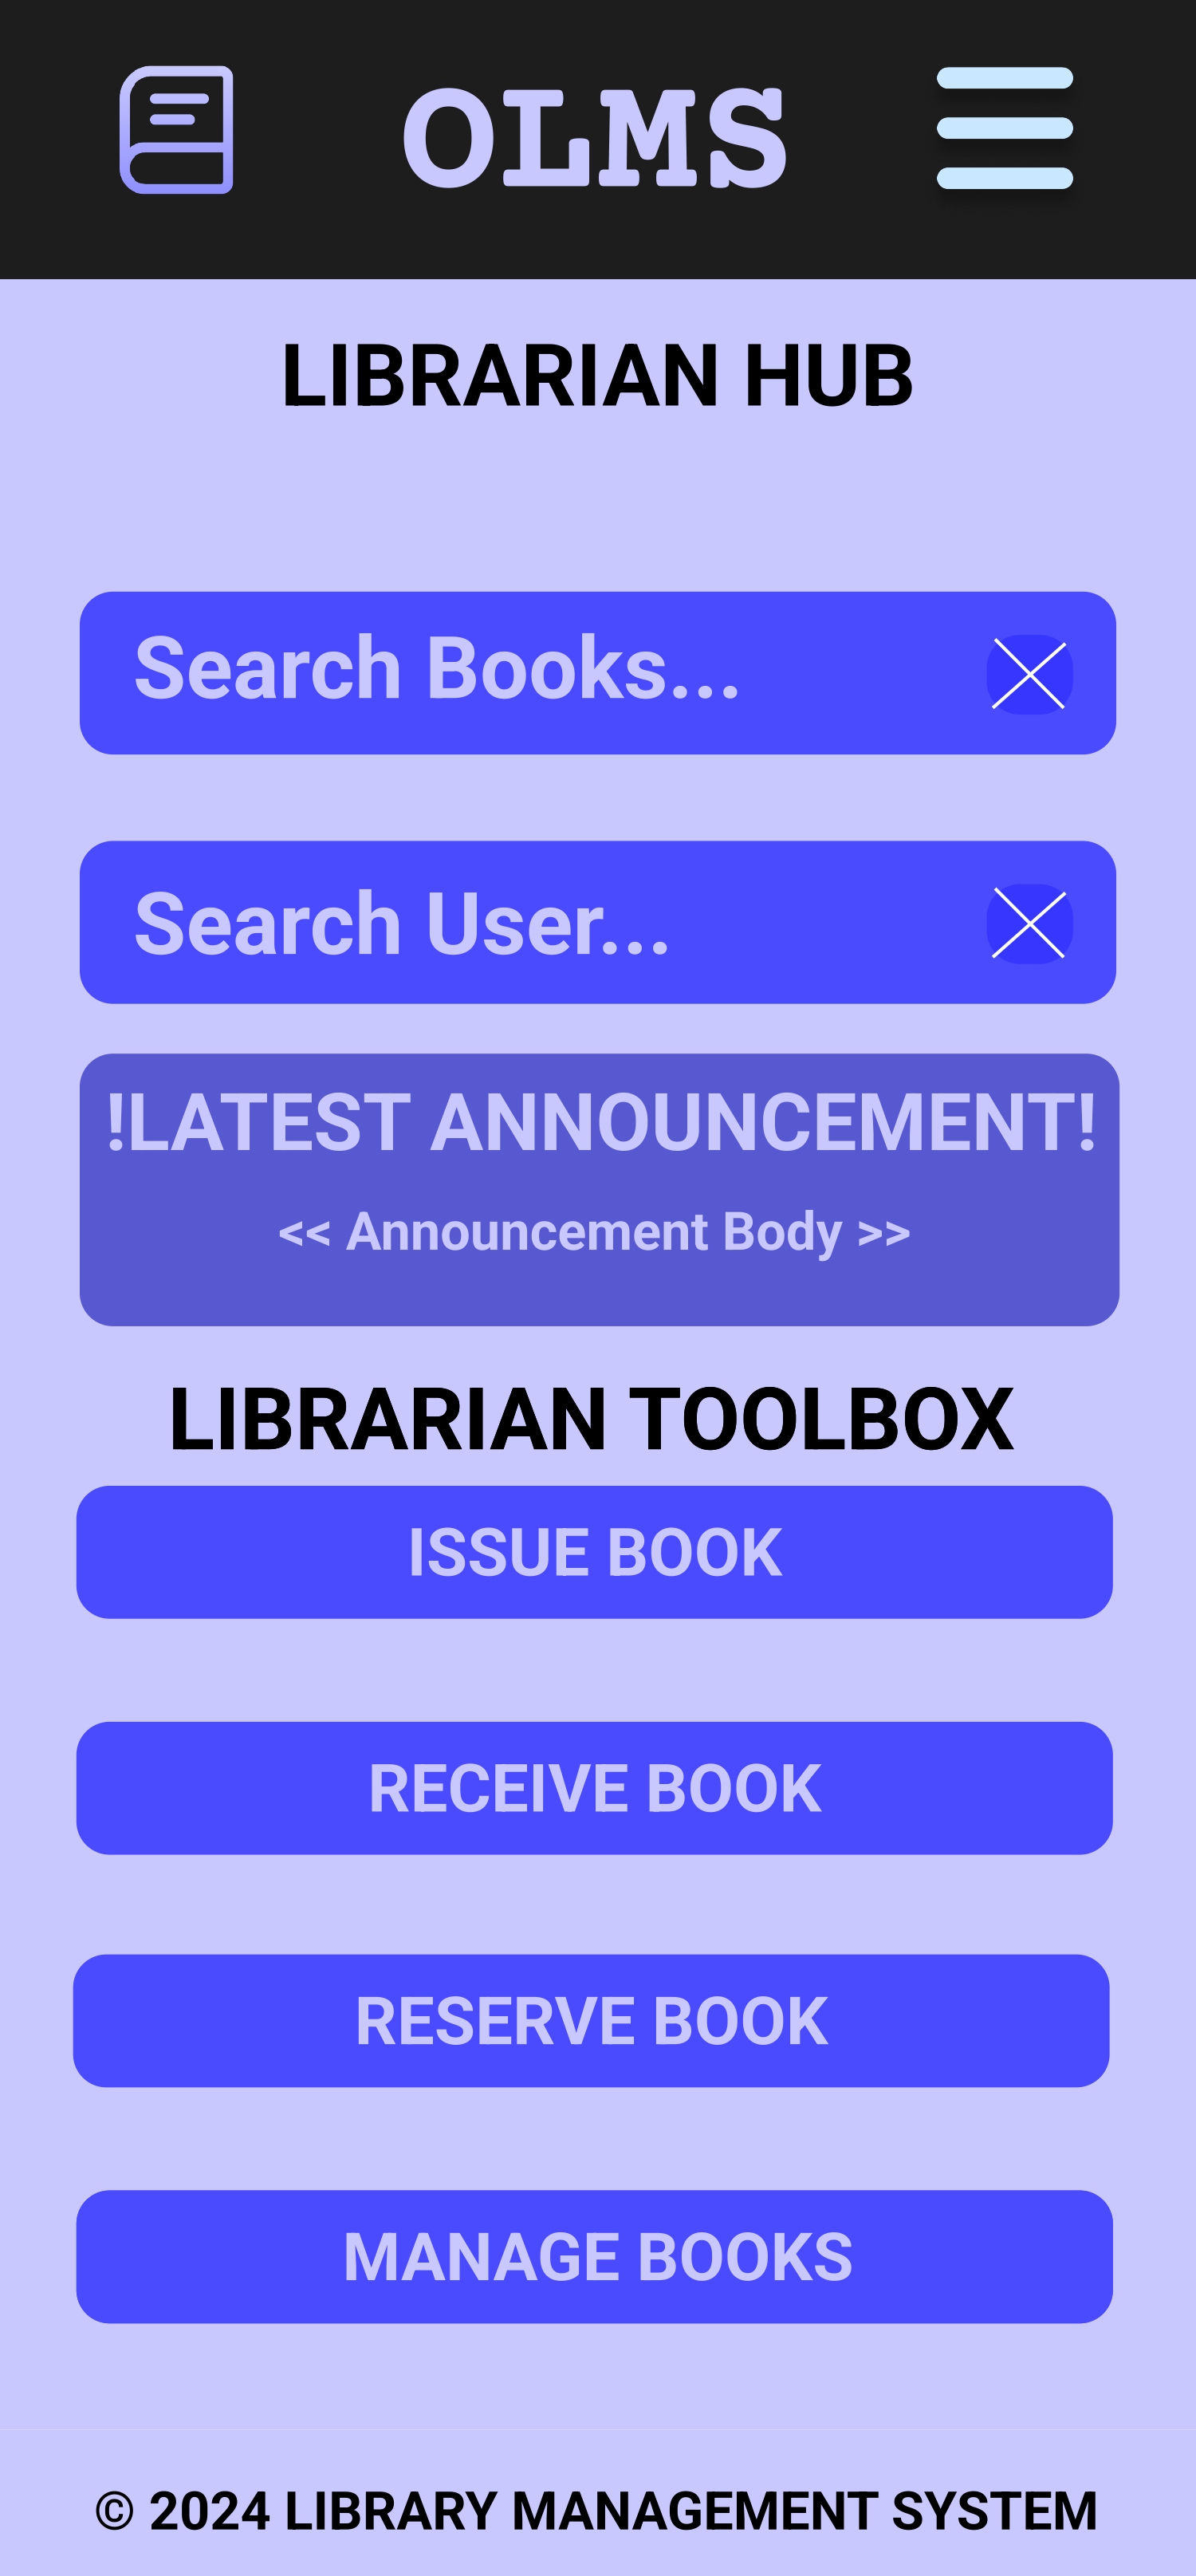 OLMS
LIBRARIAN HUB
Search Books...
Search User...
!LATEST ANNOUNCEMENT!
<< Announcement Body >>
LIBRARIAN TOOLBOX
ISSUE BOOK
RECEIVE BOOK
RESERVE BOOK
MANAGE BOOKS
© 2024 LIBRARY MANAGEMENT SYSTEM